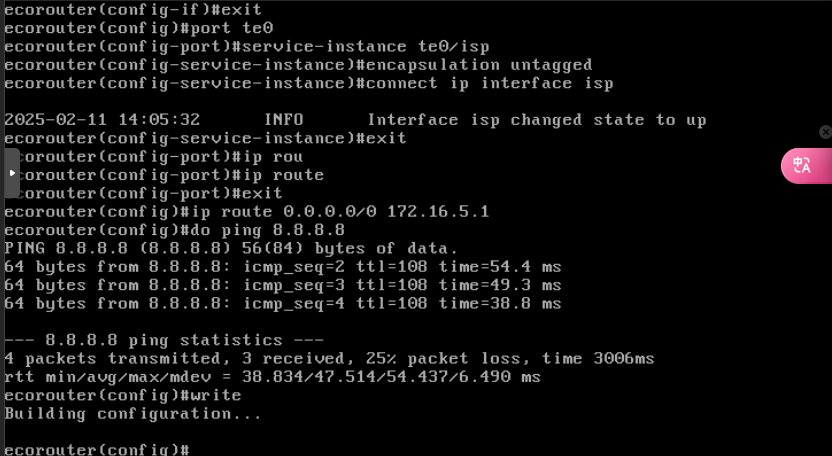 ecorouter(config-if)#exit
ecorouter(config)#port te0
ecorouter(config-port)#service-instance te0/isp
ecorouter(config-service-instance)#encapsulation untagged
ecorouter(config-service-instance)#connect ip interface isp
2025-02-11 14:05:32 INFO Interface isp changed state to up
ecorouter(config-service-instance)#exit
corouter(config-port)#ip rou
corouter(config-port)#ip route
corouter(config-port)#exit
ecorouter(config)#ip route 0.0.0.0/0 172.16.5.1
ecorouter(config)#do ping 8.8.8.8
PING 8.8.8.8 (8.8.8.8) 56(84) bytes of data.
64 bytes from 8.8.8.8: icmp_seq=2 ttl=108 time=54.4 ms
64 bytes from 8.8.8.8: icmp_seq=3 ttl=108 time=49.3 ms
64 bytes from 8.8.8.8: icmp_seq=4 ttl=108 time=38.8 ms
--- 8.8.8.8 ping statistics ---
4 packets transmitted, 3 received, 25% packet loss, time 3006ms
rtt min/avg/max/mdev = 38.834/47.514/54.437/6.490 ms
ecorouter(config)#write
Building configuration...
ecorouter(config)#
中
A